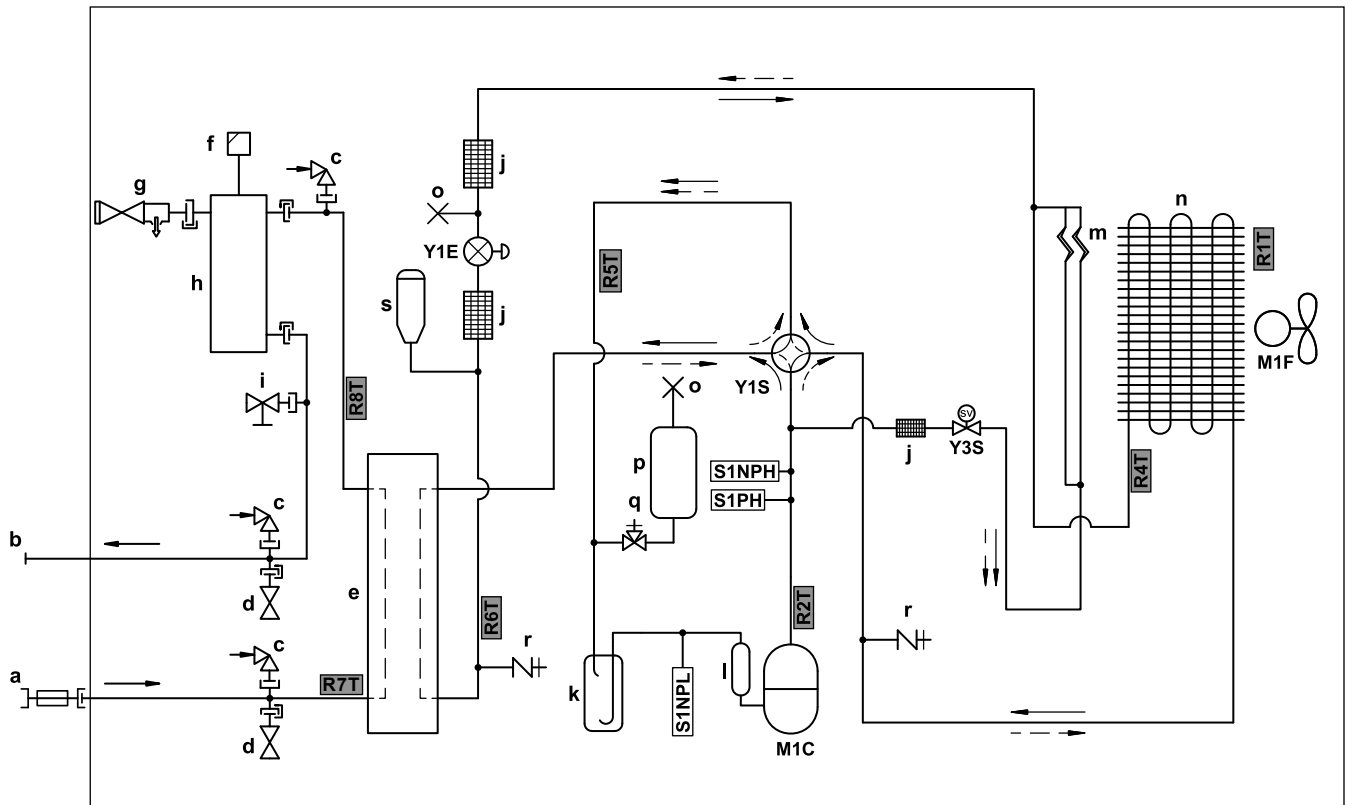 f
c
g
j
o
n
m
R1T
Y1E
R5T
h
s
j
M1F
Y1S
i
R8T
o
SV
j
Y3S
p
S1NPH
R4T
S1PH
q
c
b
e
d
R6T
R2T
r
r
c
a
R7T
k
S1NPL
l
d
M1C